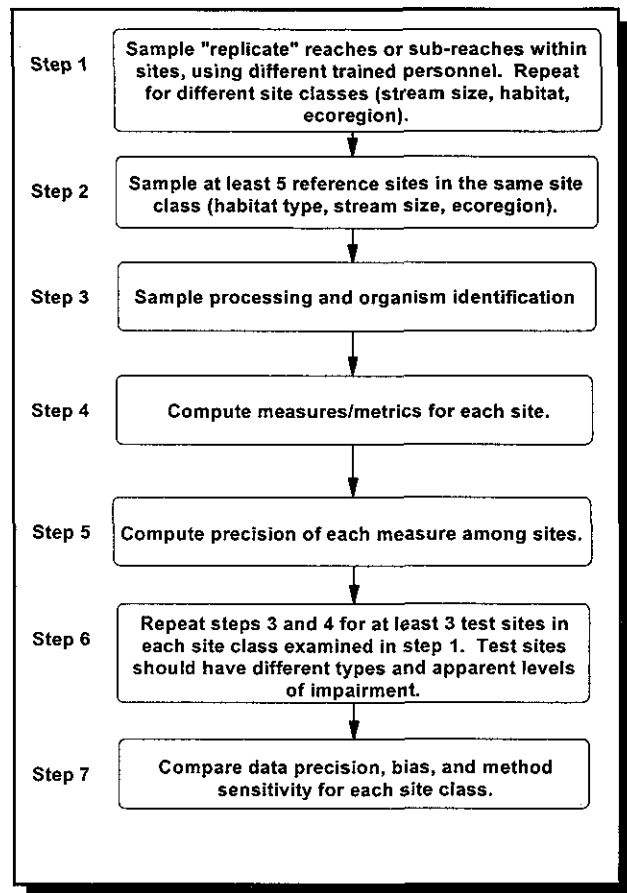 Step 1
Sample "replicate" reaches or sub-reaches within
sites, using different trained personnel. Repeat
for different site classes (stream size, habitat,
ecoregion).
Step 2
Sample at least 5 reference sites in the same site
class (habitat type, stream size, ecoregion).
Step 3
Sample processing and organism identification
Step 4
Compute measures/metrics for each site.
Step 5
Compute precision of each measure among sites.
Step 6
Repeat steps 3 and 4 for at least 3 test sites in
each site class examined in step 1. Test sites
should have different types and apparent levels
of impairment.
Step 7
Compare data precision, bias, and method
sensitivity for each site class.